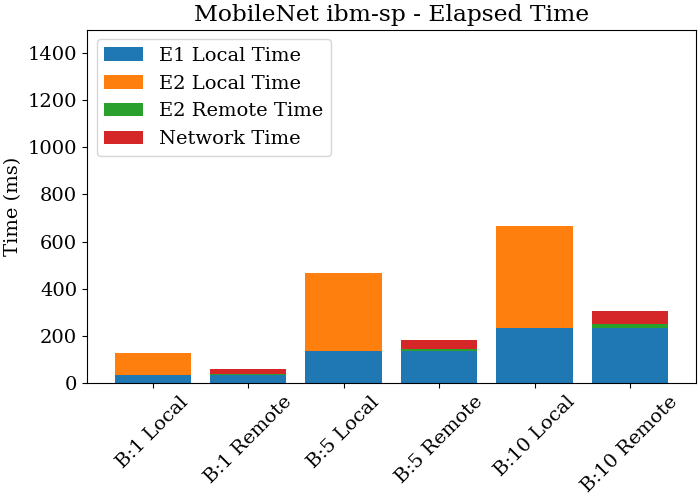 MobileNet ibm-sp - Elapsed Time
E1 Local Time
E2 Local Time
E2 Remote Time
Network Time
Time (ms)
1400
1200
1000
800
600
400
200
0
B:1 Local
B:1 Remote
B:5 Local
B:5 Remote
B:10 Local
B:10 Remote